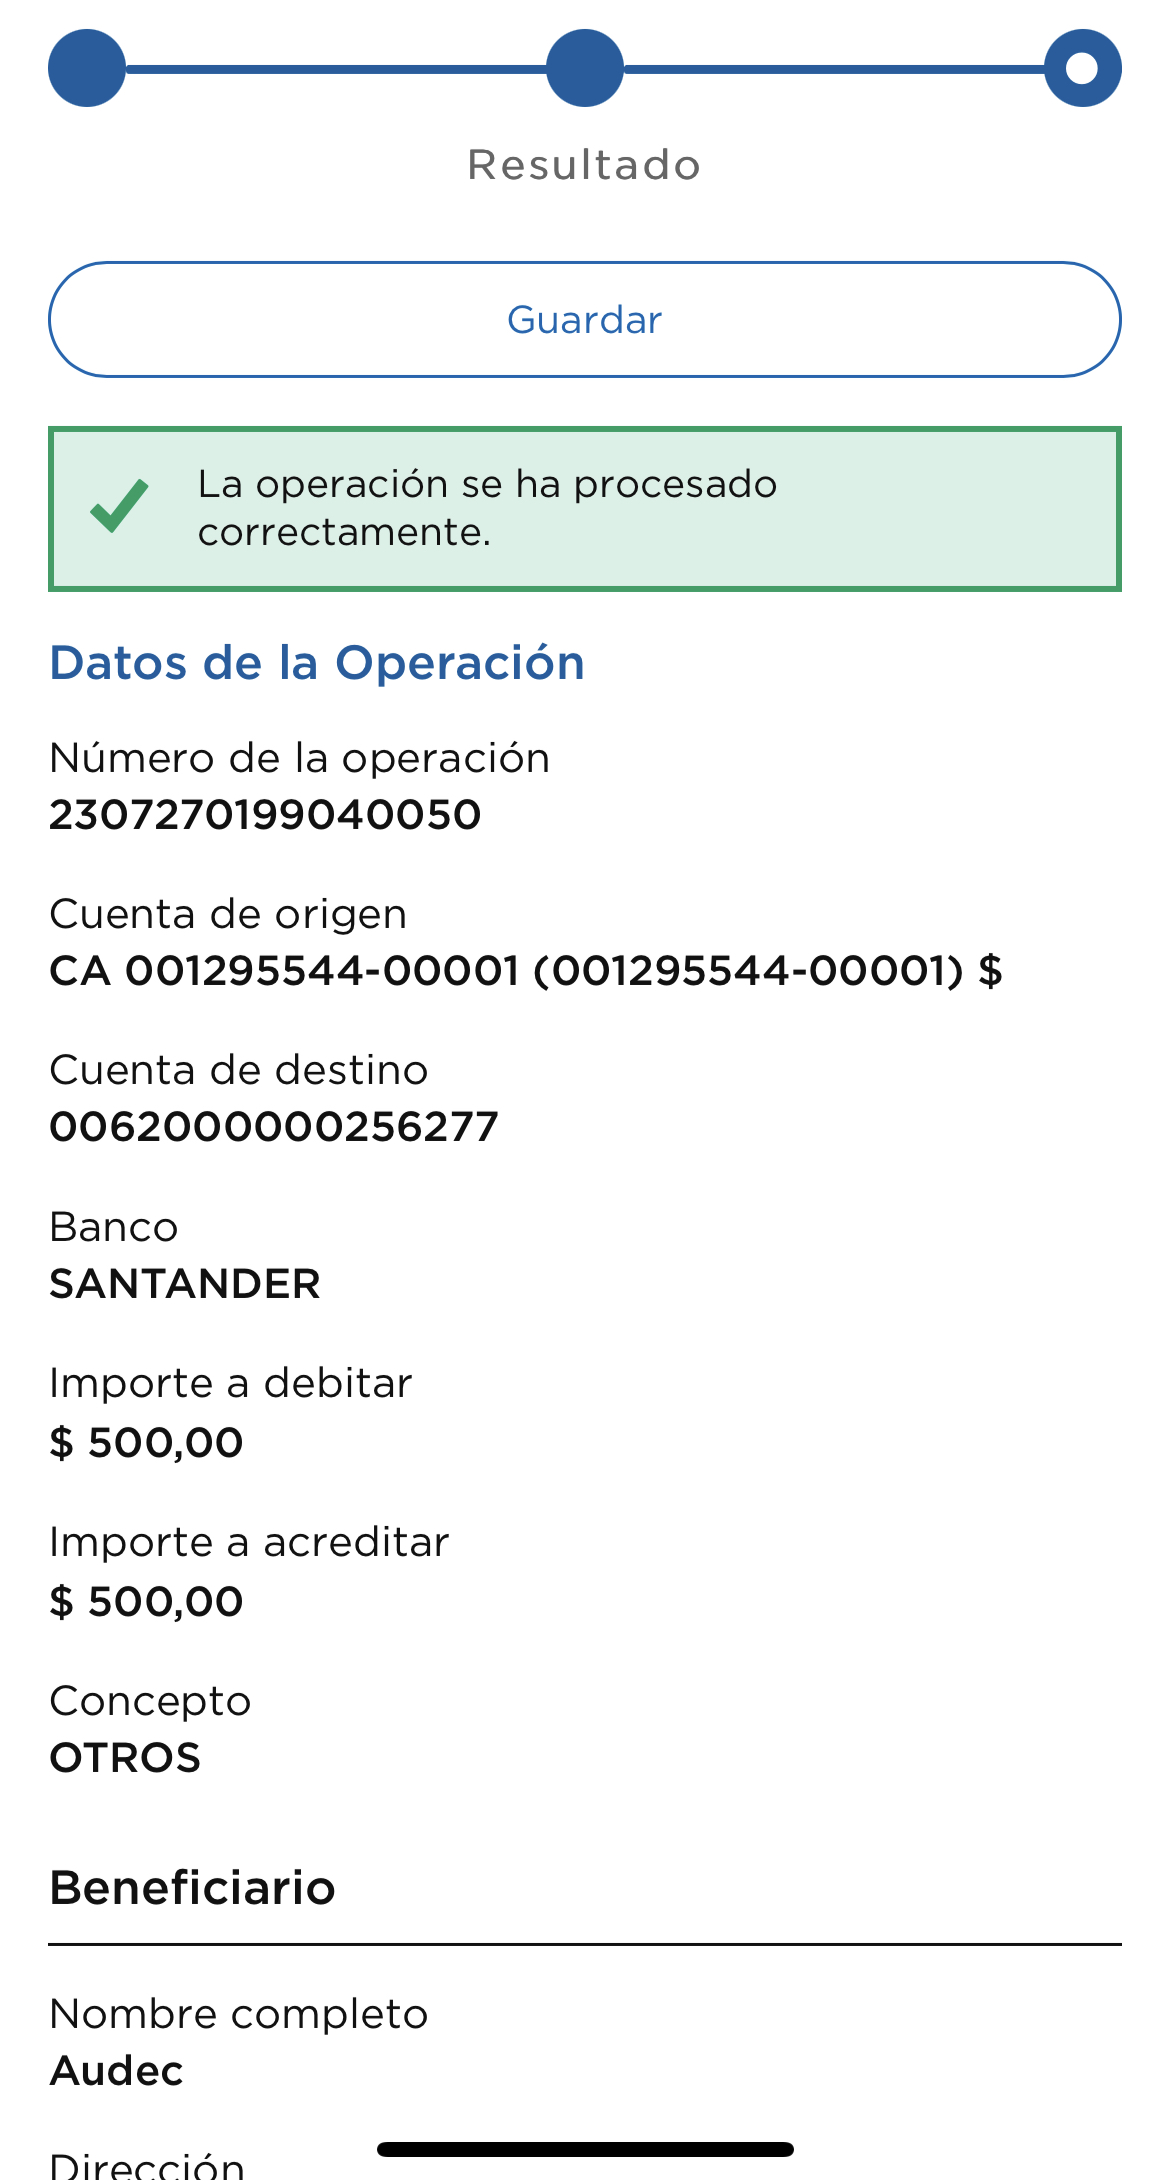 Resultado
Guardar
La operación se ha procesado
correctamente.
Datos de la Operación
Número de la operación
2307270199040050
Cuenta de origen
CA 001295544-00001 (001295544-00001) $
Cuenta de destino
0062000000256277
Banco
SANTANDER
Importe a debitar
$ 500,00
Importe a acreditar
$ 500,00
Concepto
OTROS
Beneficiario
Nombre completo
Audec
Dirección